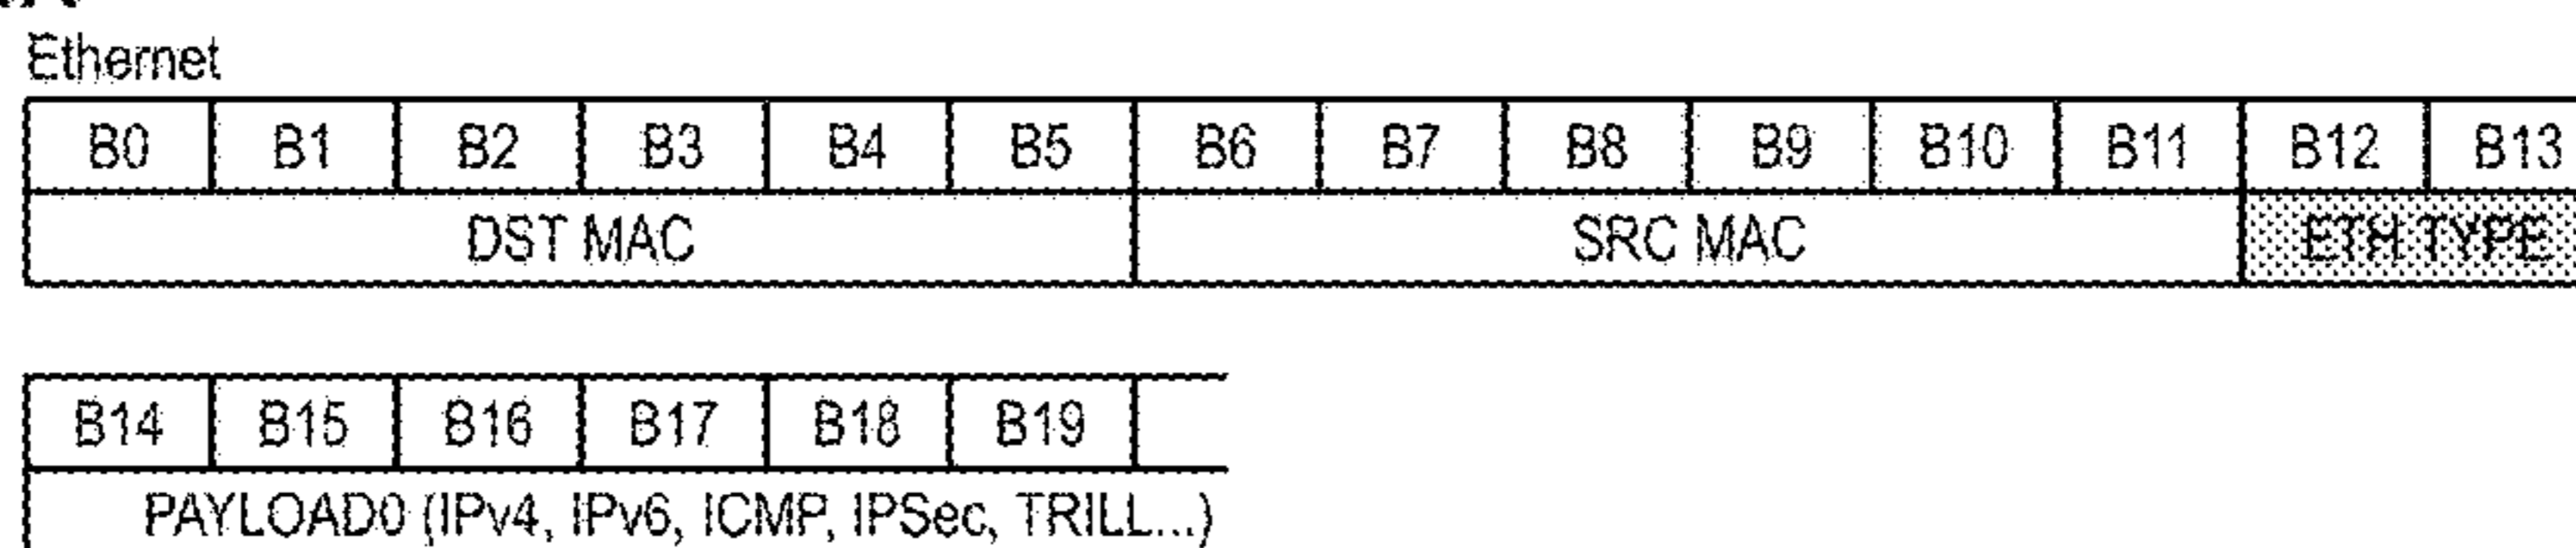 Ethernet
B0 B1 B2 B3 B4 B5 B6 B7 B8 B9 B10 B11 B12 B13
DST MAC SRC MAC ETH TYPE
B14 B15 B16 B17 B18 B19
PAYLOAD0 (IPv4, IPv6, ICMP, IPSec, TRILL...)